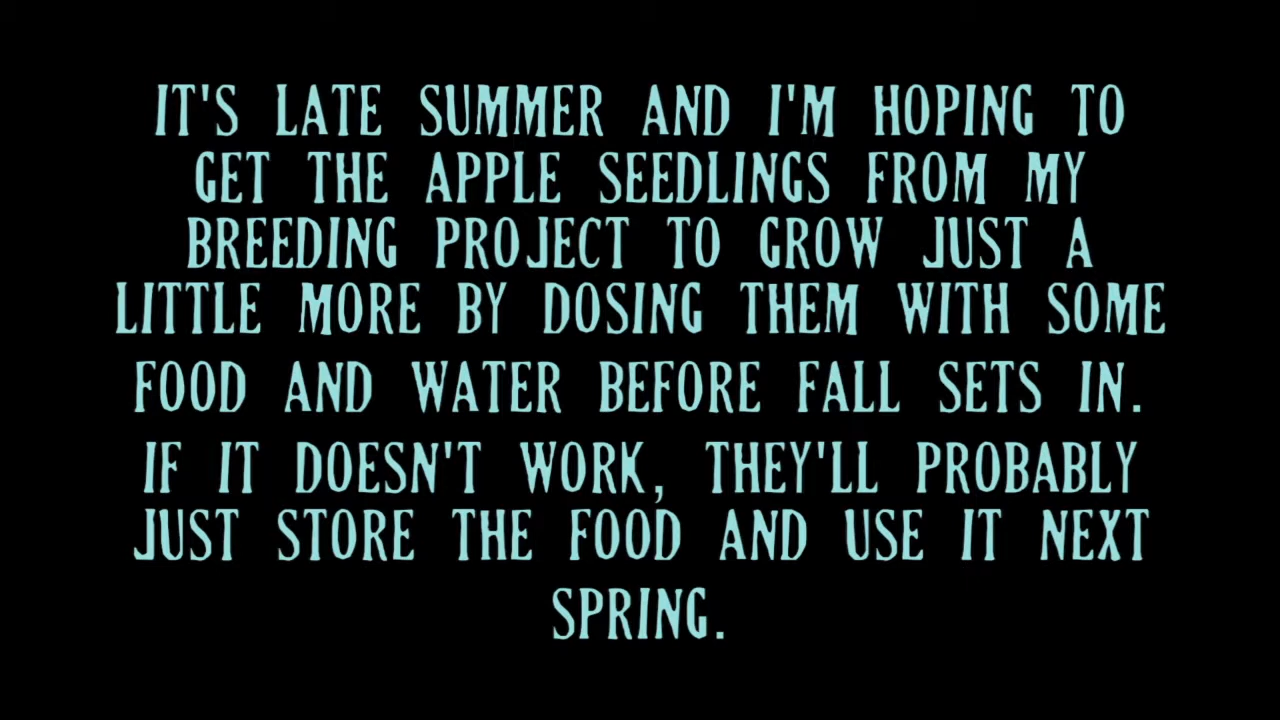 IT'S LATE SUMMER AND I'M HOPING TO
GET THE APPLE SEEDLINGS FROM MY
BREEDING PROJECT TO GROW JUST A
LITTLE MORE BY DOSING THEM WITH SOME
FOOD AND WATER BEFORE FALL SETS IN.
IF IT DOESN'T WORK, THEY'LL PROBABLY
JUST STORE THE FOOD AND USE IT NEXT
SPRING.